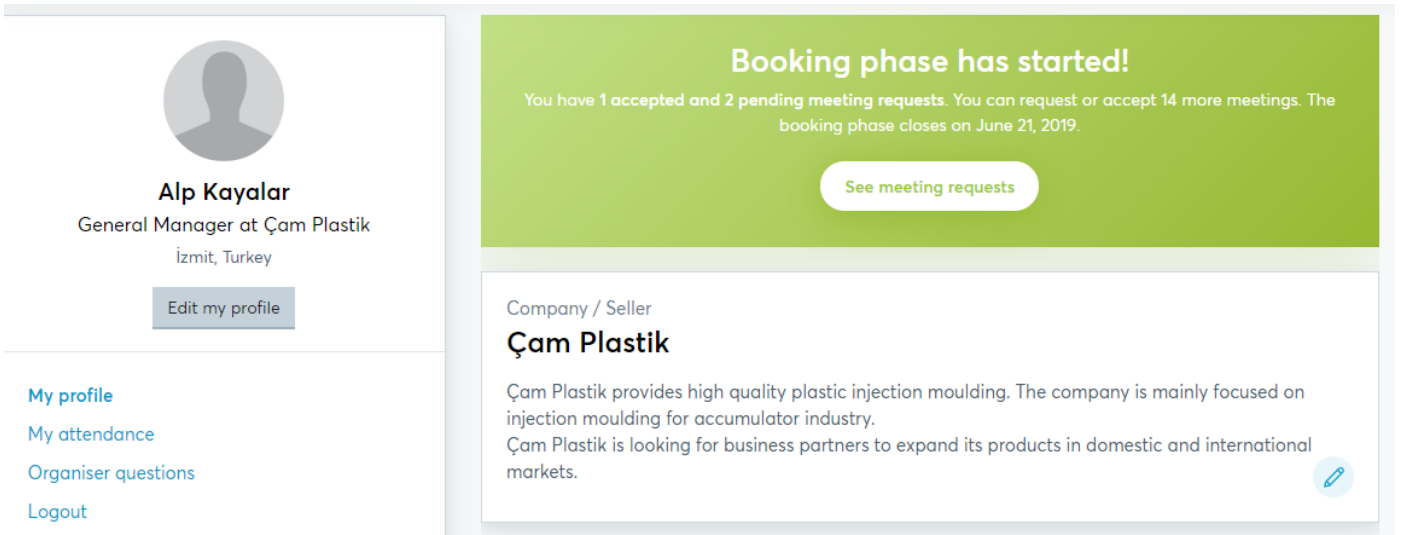 Alp Kayalar
General Manager at Çam Plastik
İzmit, Turkey
Edit my profile
My profile
My attendance
Organiser questions
Logout
Booking phase has started!
You have 1 accepted and 2 pending meeting requests. You can request or accept 14 more meetings. The
booking phase closes on June 21, 2019.
See meeting requests
Company / Seller
Çam Plastik
Çam Plastik provides high quality plastic injection moulding. The company is mainly focused on
injection moulding for accumulator industry.
Çam Plastik is looking for business partners to expand its products in domestic and international
markets.